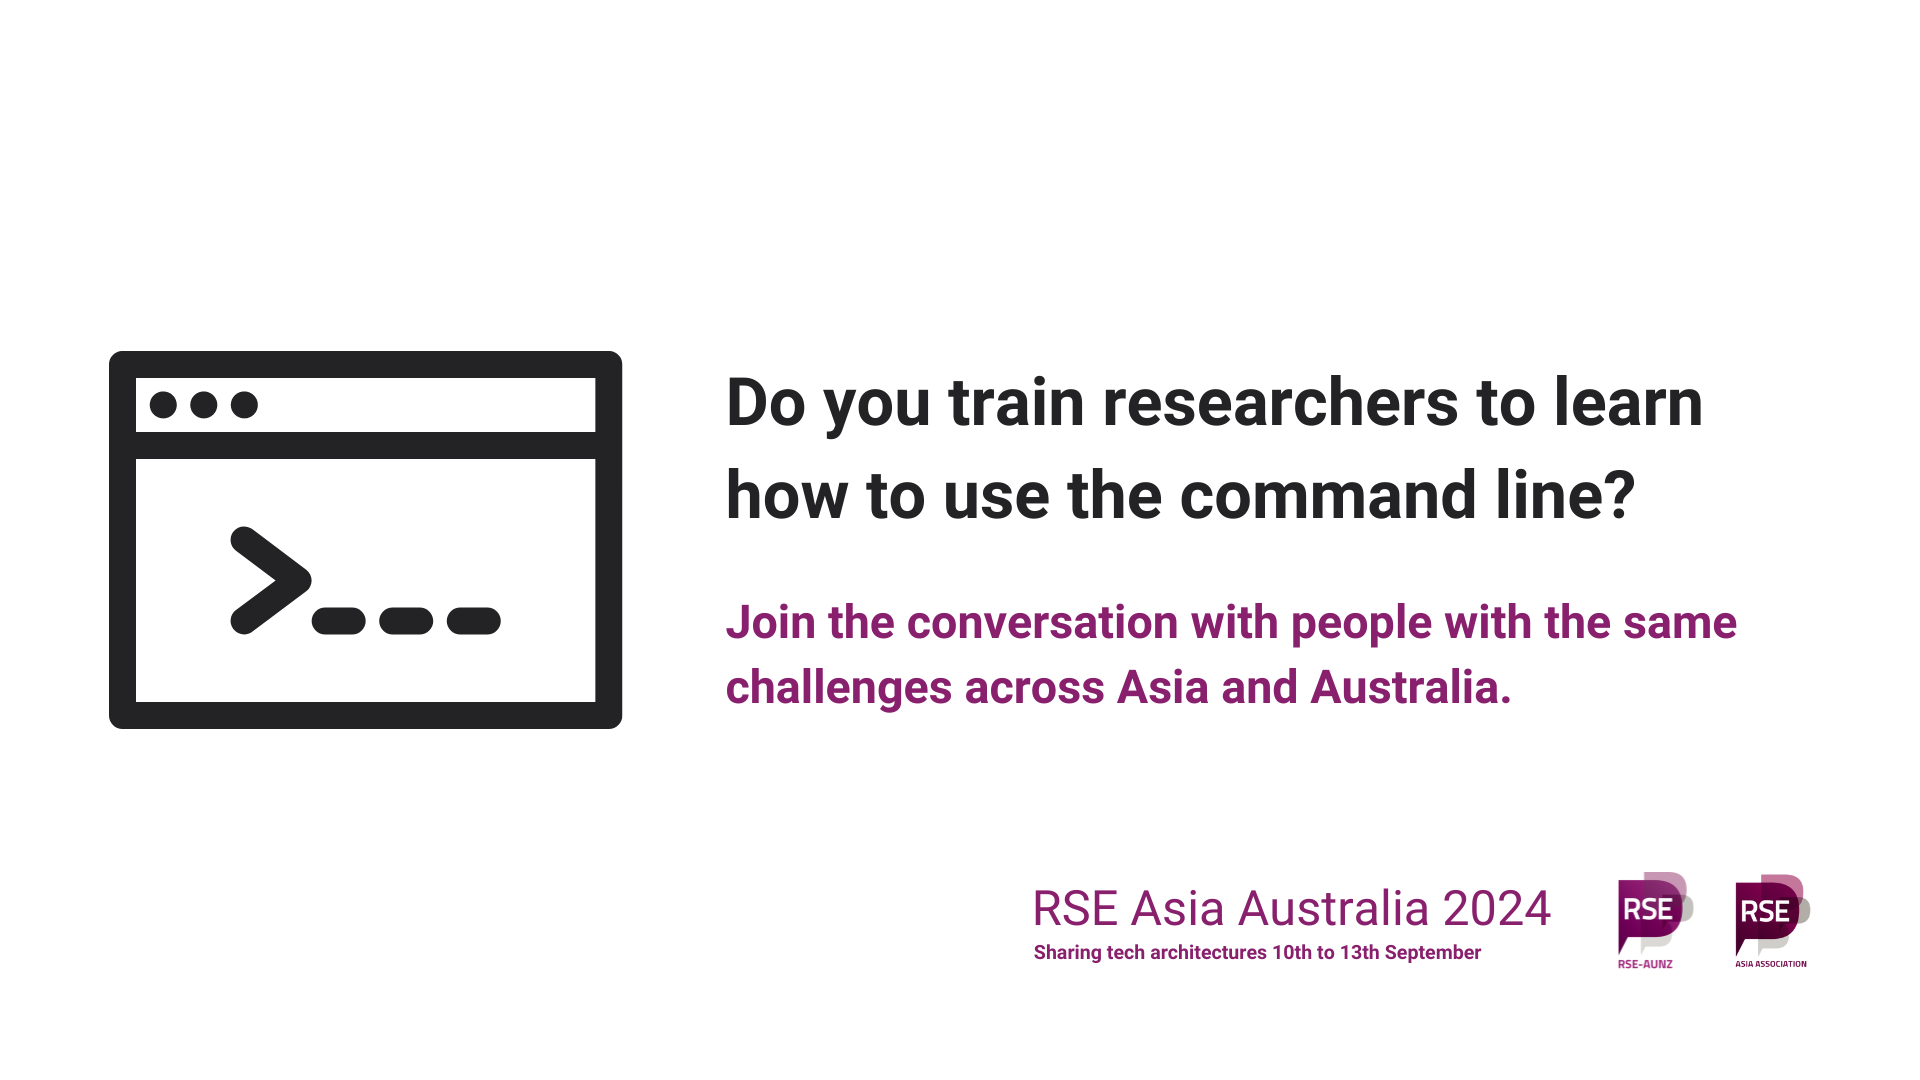 Do you train researchers to learn
how to use the command line?
Join the conversation with people with the same
challenges across Asia and Australia.
RSE Asia Australia 2024
Sharing tech architectures 10th to 13th September
RSE
RSE-AUNZ
RSE
ASIA ASSOCIATION